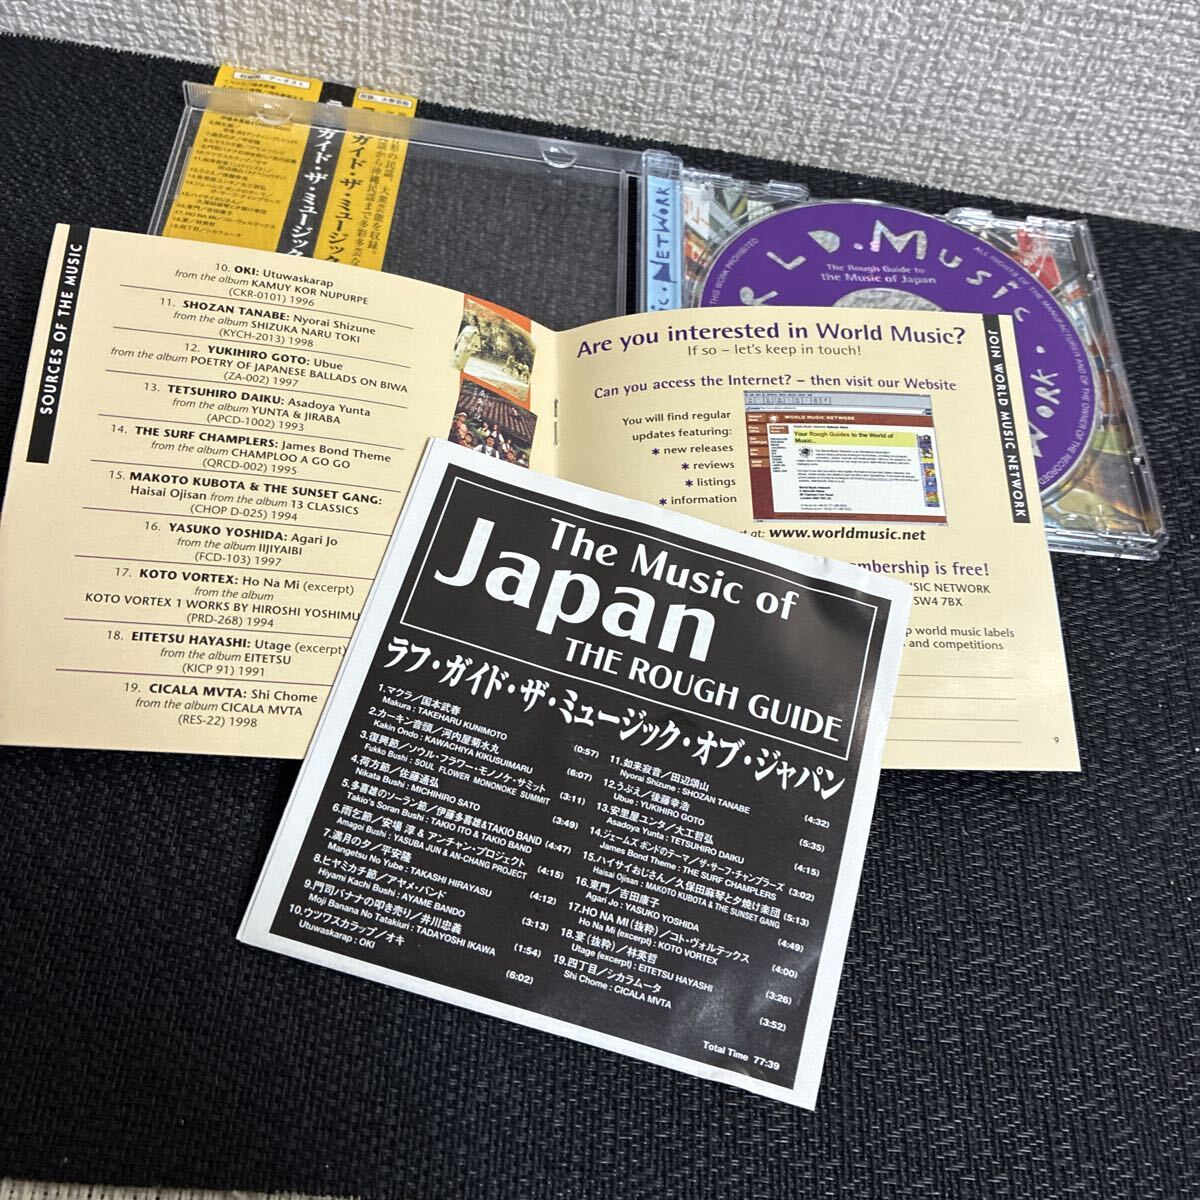 SOURCES OF THE MUSIC
10. OKI: Utuwaskarap
from the album KAMUY KOR NUPURPE
(CKR-0101) 1996
11. SHOZAN TANABE: Nyorai Shizune
from the album SHIZUKA NARU TOKI
(KYCH-2013) 1998
12. YUKIHIRO GOTO: Ubue
from the album POETRY OF JAPANESE BALLADS ON BIWA
(ZA-002) 1997
13. TETSUHIRO DAIKU: Asadoya Yunta
from the album YUNTA & JIRABA
(APCD-1002) 1993
14. THE SURF CHAMPLERS: James Bond Theme
from the album CHAMPLOO A GO GO
(QRCD-002) 1995
15. MAKOTO KUBOTA & THE SUNSET GANG:
Haisai Ojisan from the album 13 CLASSICS
(CHOP D-025) 1994
16. YASUKO YOSHIDA: Agari Jo
from the album IIJIYAIBI
(FCD-103) 1997
17. KOTO VORTEX: Ho Na Mi (excerpt)
from the album
KOTO VORTEX 1 WORKS BY HIROSHI YOSHIMU
(PRD-268) 1994
18. EITETSU HAYASHI: Utage (excerpt)
from the album EITETSU
(KICP 91) 1991
19. CICALA MVTA: Shi Chome
from the album CICALA MVTA
(RES-22) 1998
Are you interested in World Music?
If so – let's keep in touch!
Can you access the Internet? – then visit our Website
You will find regular
updates featuring:
* new releases
* reviews
* listings
* information
WORLD MUSIC NETWORK
Your Rough Guides to the World of
Music...
t at: www.worldmusic.net
mbership is free!
SIC NETWORK
SW4 7BX
p world music labels
and competitions
9
JOIN WORLD MUSIC NETWORK
The Rough Guide to
the Music of Japan
The Music of
Japan
THE ROUGH GUIDE
ラフ・ガイド・ザ・ミュージック・オブ・ジャパン
1.マクラ／国本武春
Makura : TAKEHARU KUNIMOTO
(0:57)
2.カーキン音頭／河内屋菊水丸
Kakin Ondo : KAWACHIYA KIKUSUIMARU
(6:07)
3.復興節／ソウル・フラワー・モノノケ・サミット
Fukko Bushi : SOUL FLOWER MONONOKE SUMMIT
(3:11)
4.荷方節／佐藤通弘
Nikata Bushi : MICHIHIRO SATO
(3:49)
5.多喜雄のソーラン節／伊藤多喜雄&TAKIO BAND
Takio's Soran Bushi : TAKIO ITO & TAKIO BAND
(4:47)
6.雨乞節／安場 淳 & アンチャン・プロジェクト
Amagoi Bushi : YASUBA JUN & AN-CHANG PROJECT
(4:15)
7.満月の夕／平安隆
Mangetsu No Yube : TAKASHI HIRAYASU
(4:12)
8.ヒヤミカチ節／アヤメ・バンド
Hiyami Kachi Bushi : AYAME BANDO
(3:13)
9.門司バナナの叩き売り／井川忠義
Moji Banana No Tatakiuri : TADAYOSHI IKAWA
(1:54)
10.ウツワスカラップ／オキ
Utuwaskarap : OKI
(6:02)
11.如来寂音／田辺頌山
Nyorai Shizune : SHOZAN TANABE
(4:32)
12.うぶえ／後藤幸浩
Ubue : YUKIHIRO GOTO
(5:35)
13.安里屋ユンタ／大工哲弘
Asadoya Yunta : TETSUHIRO DAIKU
(4:15)
14.ジェームズ ボンドのテーマ／ザ・サーフ・チャンプラーズ
James Bond Theme : THE SURF CHAMPLERS
(3:02)
15.ハイサイおじさん／久保田麻琴と夕焼け楽団
Haisai Ojisan : MAKOTO KUBOTA & THE SUNSET GANG
(5:13)
16.東門／吉田康子
Agari Jo : YASUKO YOSHIDA
(4:49)
17.HO NA MI (抜粋)／コト・ヴォルテックス
Ho Na Mi (excerpt) : KOTO VORTEX
(4:00)
18.宴 (抜粋)／林英哲
Utage (excerpt) : EITETSU HAYASHI
(3:26)
19.四丁目／シカラムータ
Shi Chome : CICALA MVTA
(3:52)
Total Time 77:39